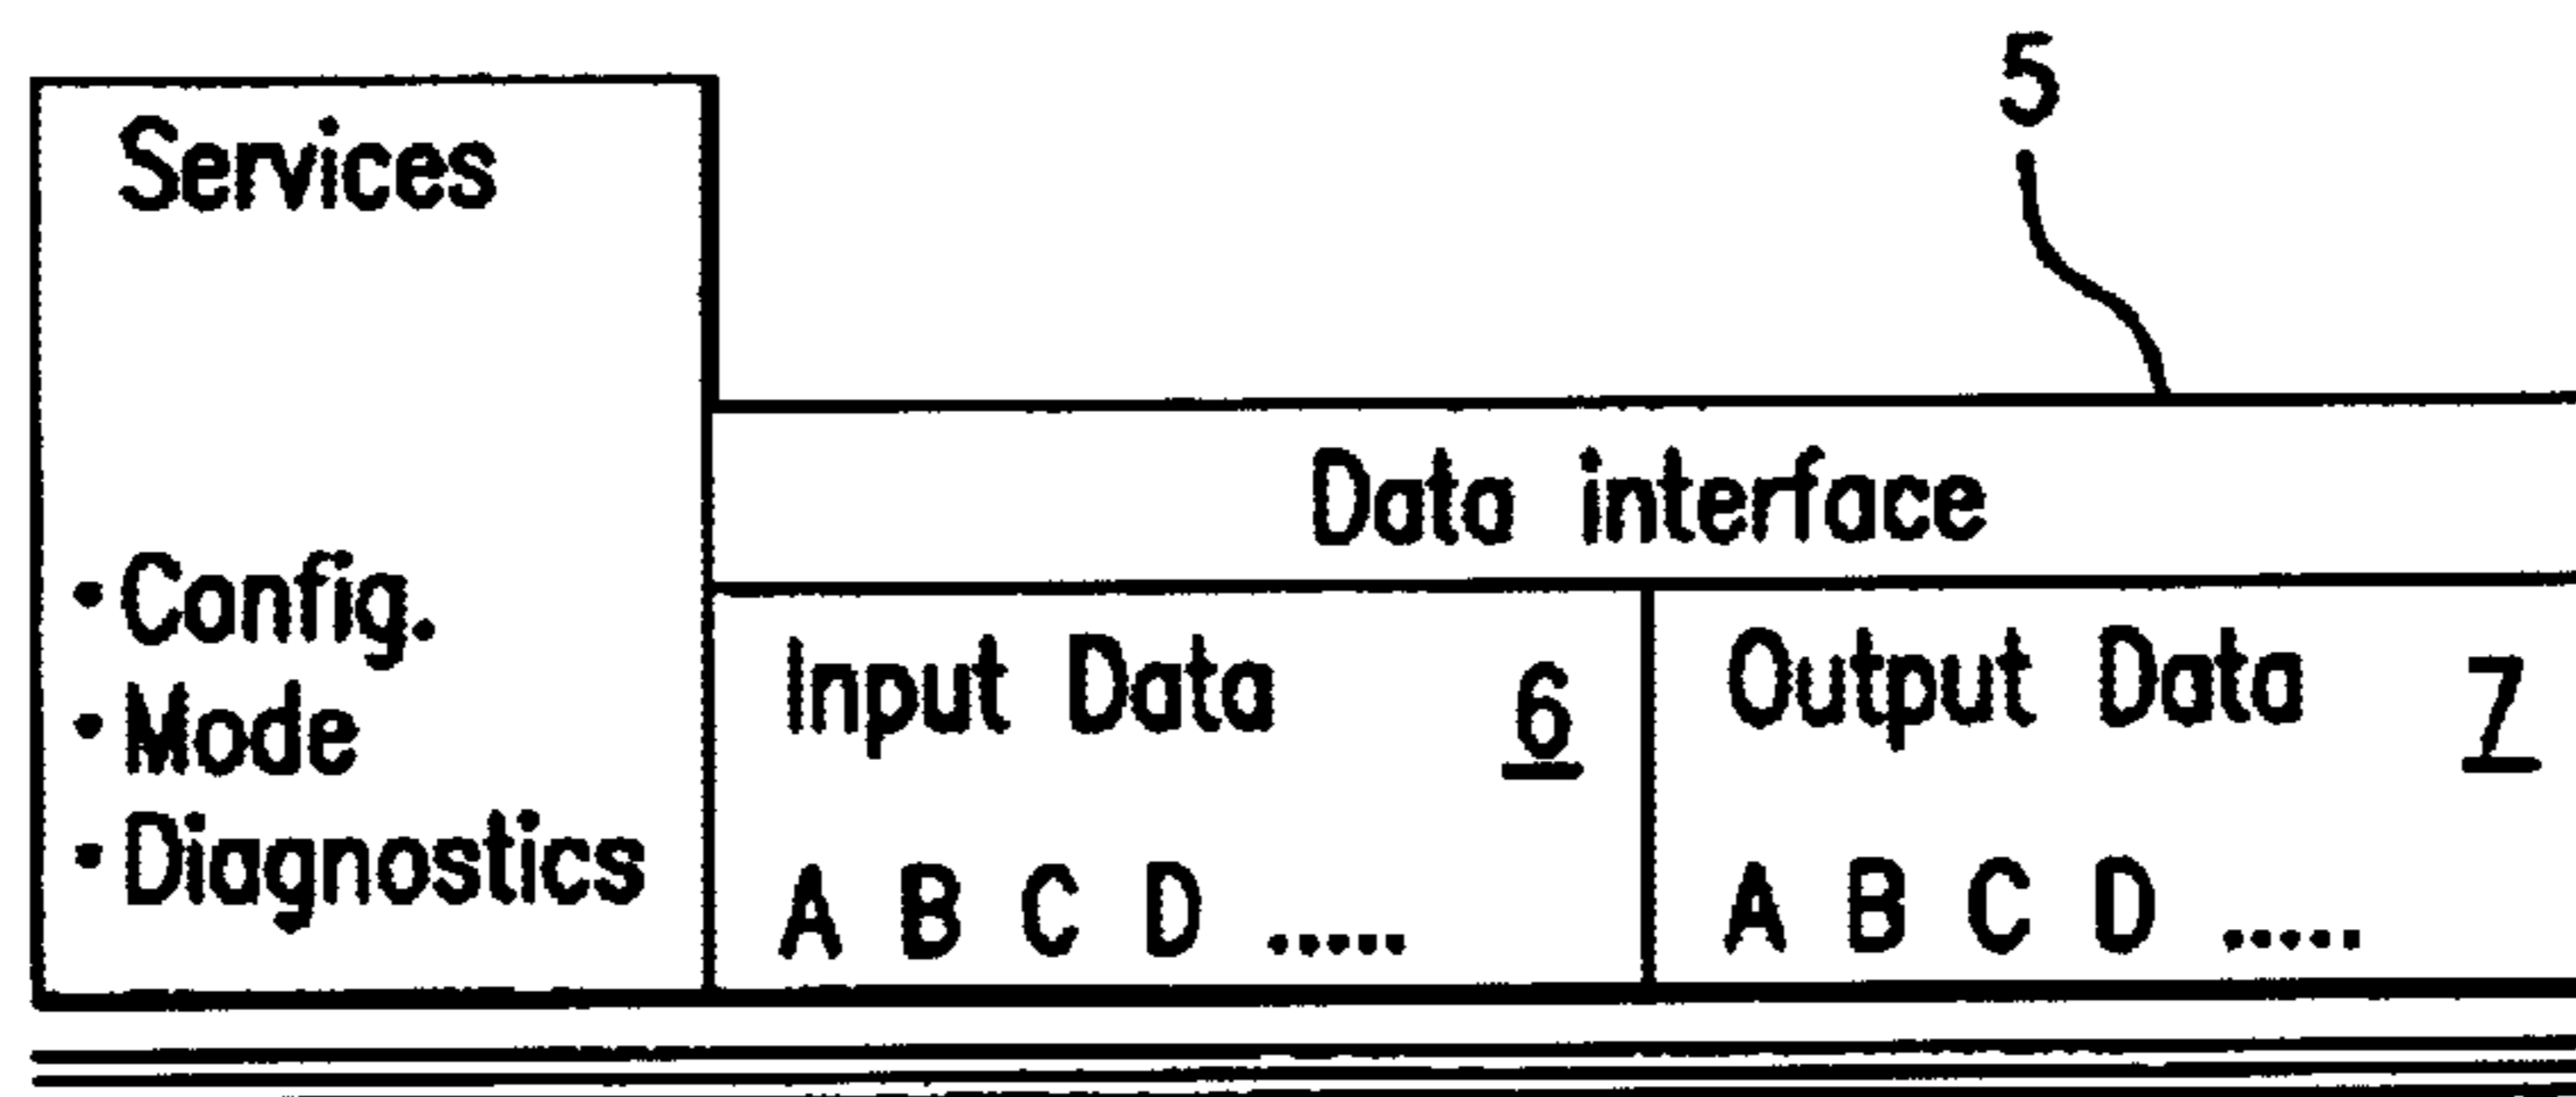 5
Services
Data interface
• Config.
• Mode
• Diagnostics
Input Data 6
A B C D .....
Output Data 7
A B C D .....